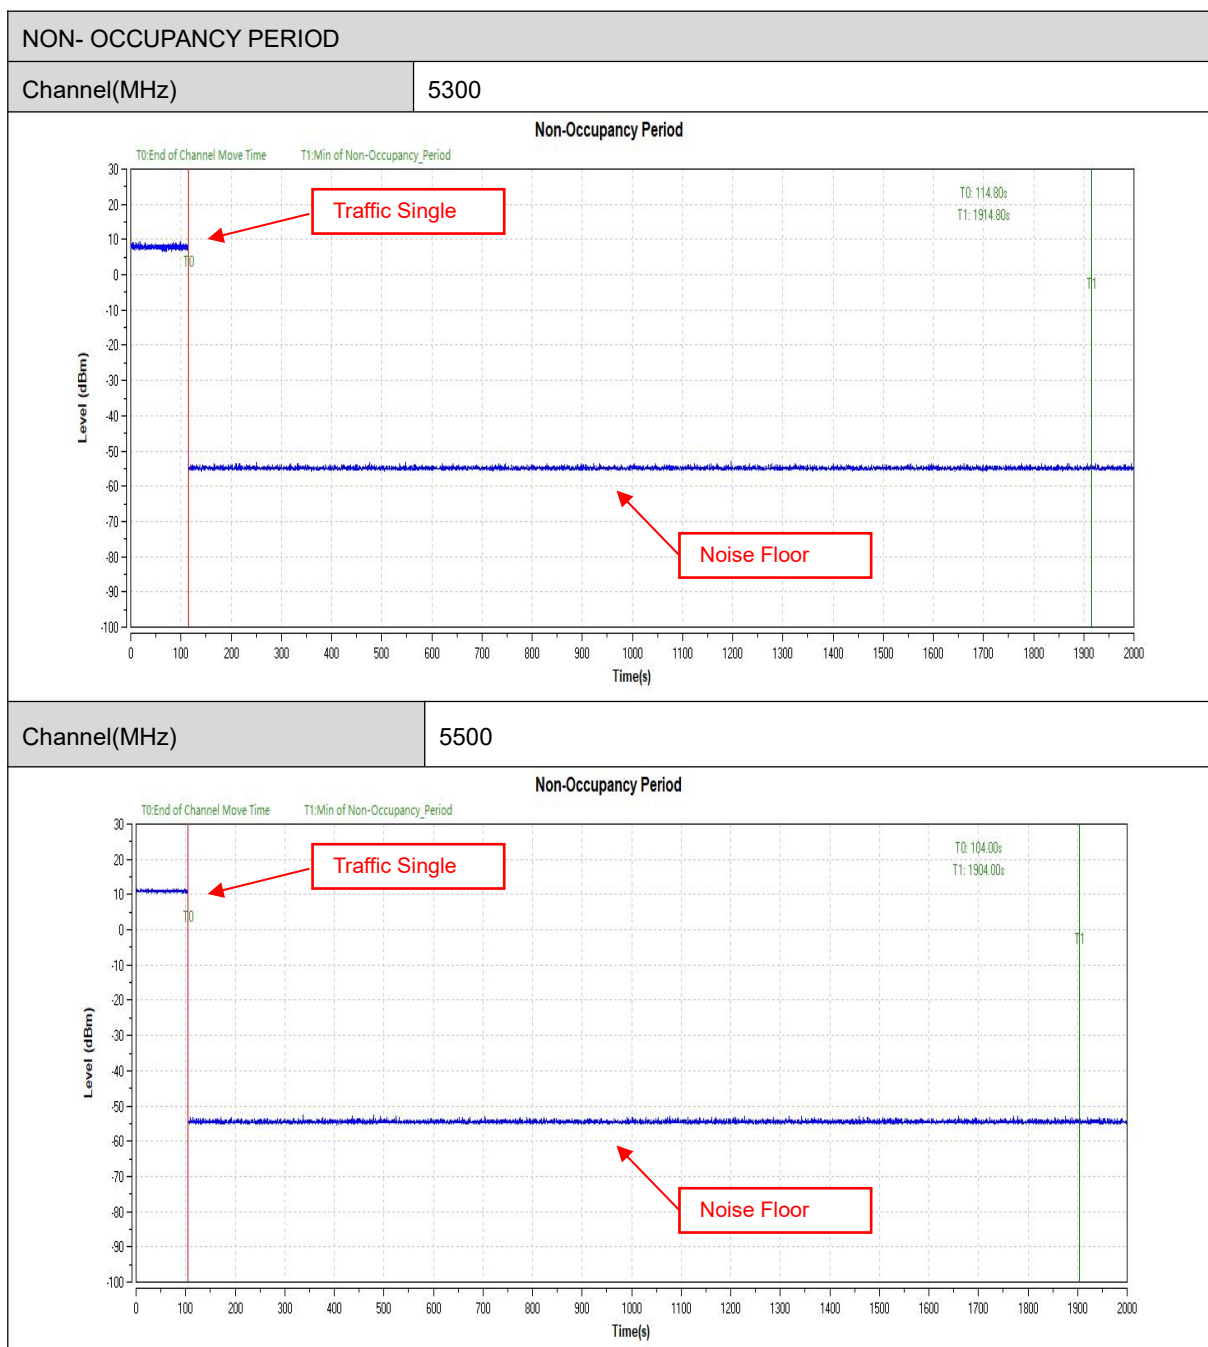 NON- OCCUPANCY PERIOD
Channel(MHz) 5300
Non-Occupancy Period
T0:End of Channel Move Time T1:Min of Non-Occupancy_Period
T0: 114.80s
T1: 1914.80s
Traffic Single
T0
T1
Noise Floor
Level (dBm)
30
20
10
0
-10
-20
-30
-40
-50
-60
-70
-80
-90
-100
0 100 200 300 400 500 600 700 800 900 1000 1100 1200 1300 1400 1500 1600 1700 1800 1900 2000
Time(s)
Channel(MHz) 5500
Non-Occupancy Period
T0:End of Channel Move Time T1:Min of Non-Occupancy_Period
T0: 104.00s
T1: 1904.00s
Traffic Single
T0
T1
Noise Floor
Level (dBm)
30
20
10
0
-10
-20
-30
-40
-50
-60
-70
-80
-90
-100
0 100 200 300 400 500 600 700 800 900 1000 1100 1200 1300 1400 1500 1600 1700 1800 1900 2000
Time(s)